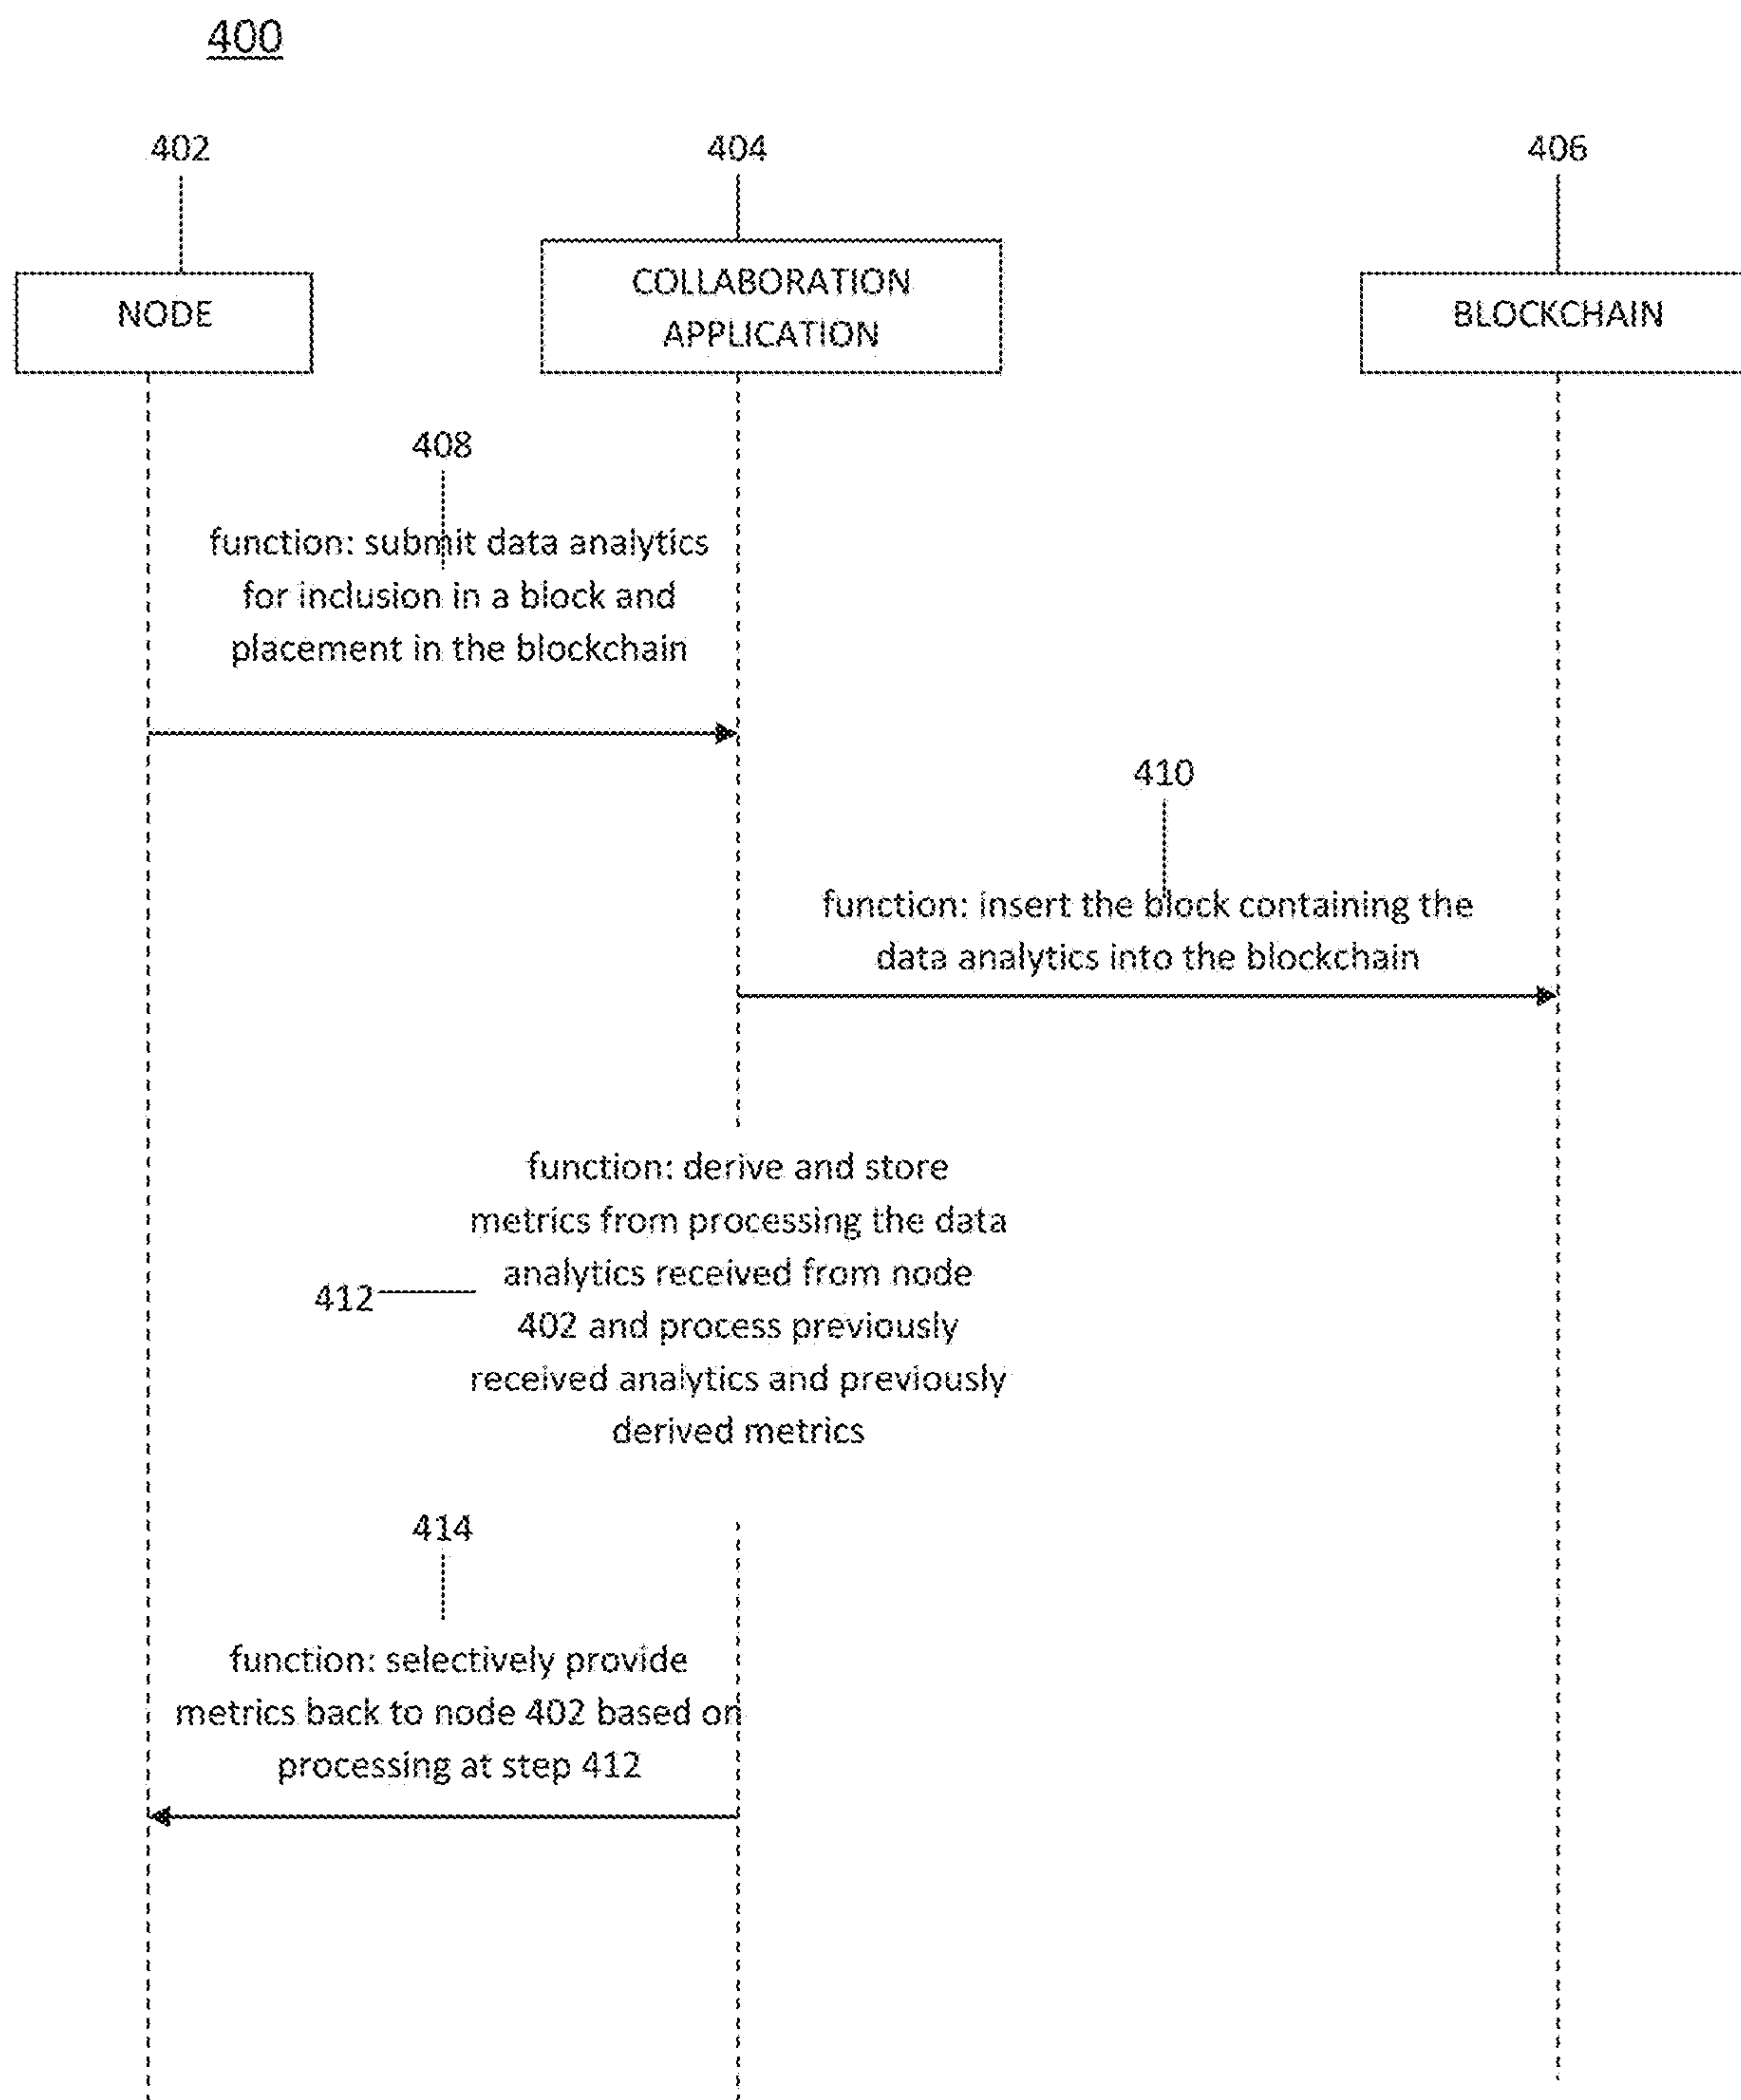 400
402
404
406
NODE
COLLABORATION
APPLICATION
BLOCKCHAIN
408
function: submit data analytics
for inclusion in a block and
placement in the blockchain
410
function: insert the block containing the
data analytics into the blockchain
function: derive and store
metrics from processing the data
analytics received from node
412
402 and process previously
received analytics and previously
derived metrics
414
function: selectively provide
metrics back to node 402 based on
processing at step 412